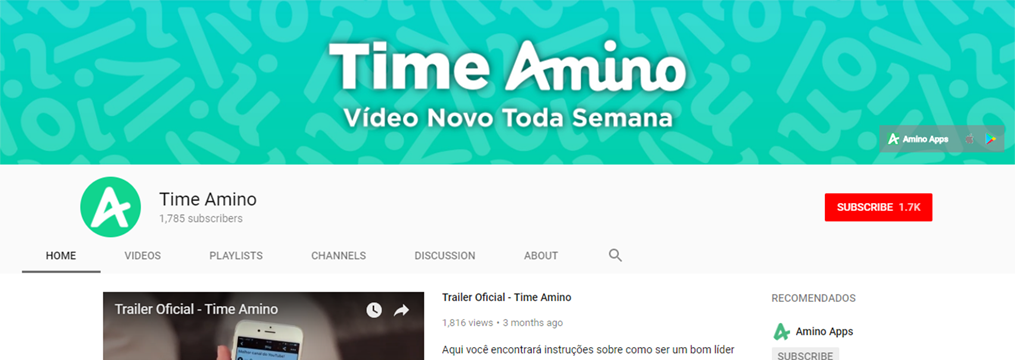 Time Amino
Vídeo Novo Toda Semana
Amino Apps
Time Amino
1,785 subscribers
SUBSCRIBE 1.7K
HOME VIDEOS PLAYLISTS CHANNELS DISCUSSION ABOUT
Trailer Oficial - Time Amino
Trailer Oficial - Time Amino
1,816 views • 3 months ago
Aqui você encontrará instruções sobre como ser um bom líder
RECOMENDADOS
Amino Apps
SUBSCRIBE